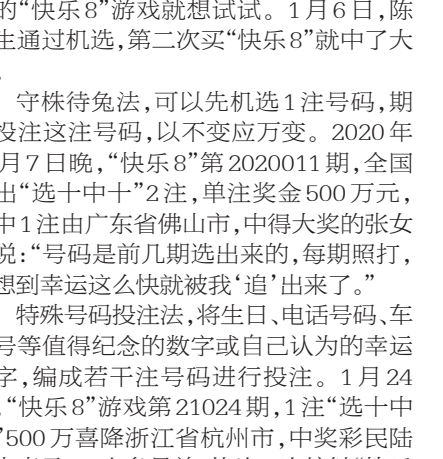 的“快乐8”游戏就想试试。1月6日，陈
生通过机选，第二次买“快乐8”就中了大
守株待兔法，可以先机选1注号码，期
投注这注号码，以不变应万变。2020年
月7日晚，“快乐8”第2020011期，全国
出“选十中十”2注，单注奖金500万元，
中1注由广东省佛山市，中得大奖的张女
说：“号码是前几期选出来的，每期照打，
想到幸运这么快就被我‘追’出来了。”
特殊号码投注法，将生日、电话号码、车
号等值得纪念的数字或自己认为的幸运
字，编成若干注号码进行投注。1月24
“快乐8”游戏第21024期，1注“选十中
”500万喜降浙江省杭州市，中奖彩民陆